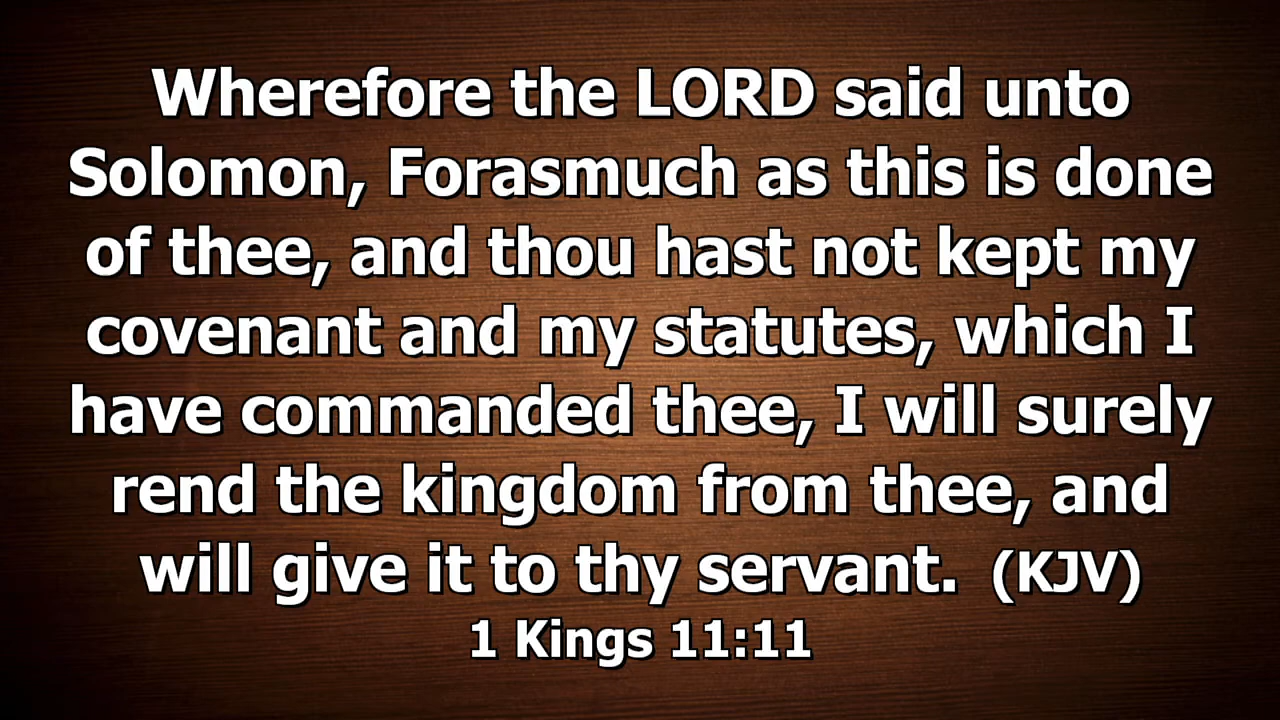 Wherefore the LORD said unto
Solomon, Forasmuch as this is done
of thee, and thou hast not kept my
covenant and my statutes, which I
have commanded thee, I will surely
rend the kingdom from thee, and
will give it to thy servant. (KJV)
1 Kings 11:11